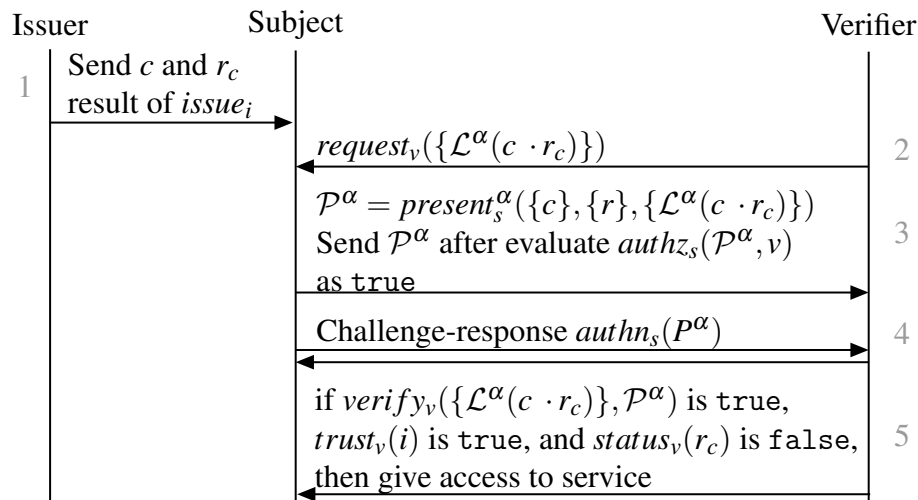 Issuer Subject Verifier
1 Send c and r_c
result of issue_i
request_v({ℒ^α(c · r_c)}) 2
𝒫^α = present_s^α({c}, {r}, {ℒ^α(c · r_c)})
Send 𝒫^α after evaluate authz_s(𝒫^α, v) 3
as true
Challenge-response authn_s(P^α) 4
if verify_v({ℒ^α(c · r_c)}, 𝒫^α) is true,
trust_v(i) is true, and status_v(r_c) is false, 5
then give access to service